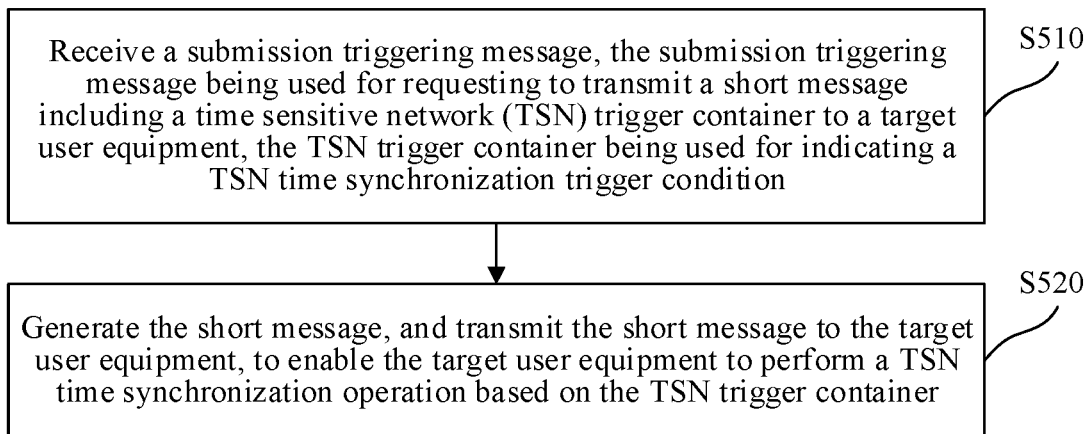 Receive a submission triggering message, the submission triggering
message being used for requesting to transmit a short message
including a time sensitive network (TSN) trigger container to a target
user equipment, the TSN trigger container being used for indicating a
TSN time synchronization trigger condition
S510
Generate the short message, and transmit the short message to the target
user equipment, to enable the target user equipment to perform a TSN
time synchronization operation based on the TSN trigger container
S520